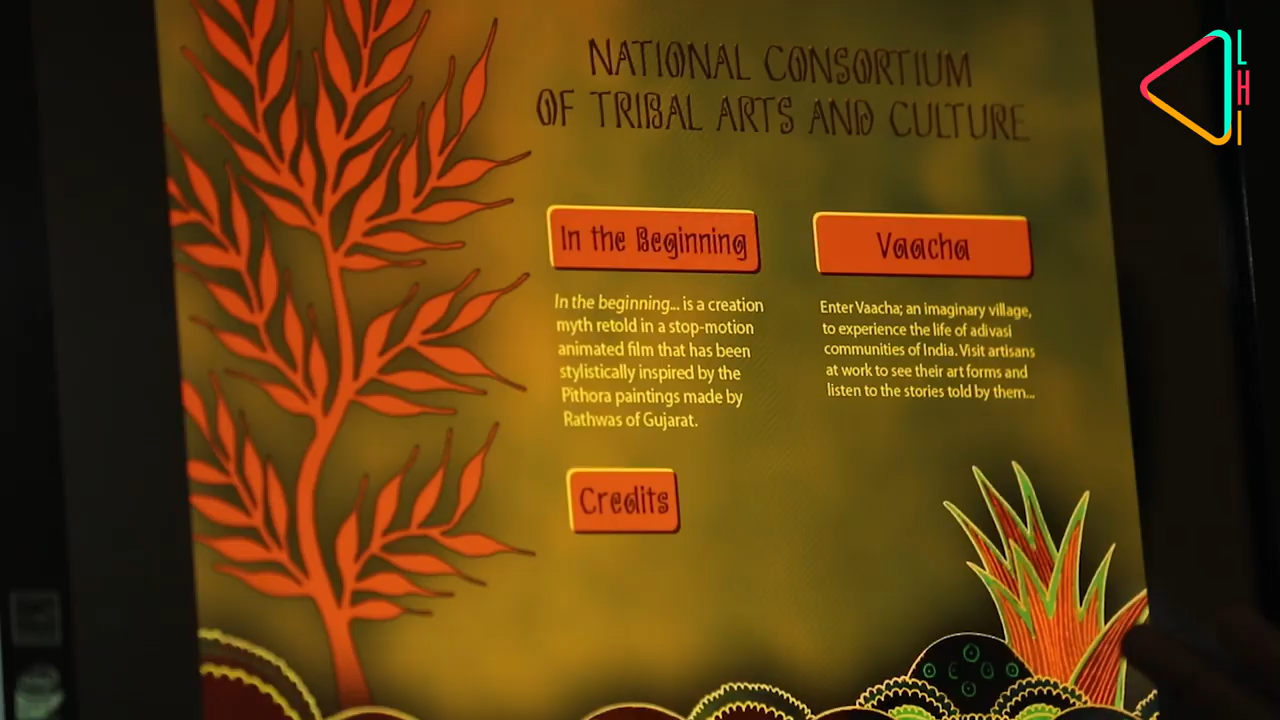 NATIONAL CONSORTIUM
OF TRIBAL ARTS AND CULTURE
In the Beginning
In the beginning... is a creation
myth retold in a stop-motion
animated film that has been
stylistically inspired by the
Pithora paintings made by
Rathwas of Gujarat.
Credits
Vaacha
Enter Vaacha; an imaginary village,
to experience the life of adivasi
communities of India. Visit artisans
at work to see their art forms and
listen to the stories told by them...
LHI